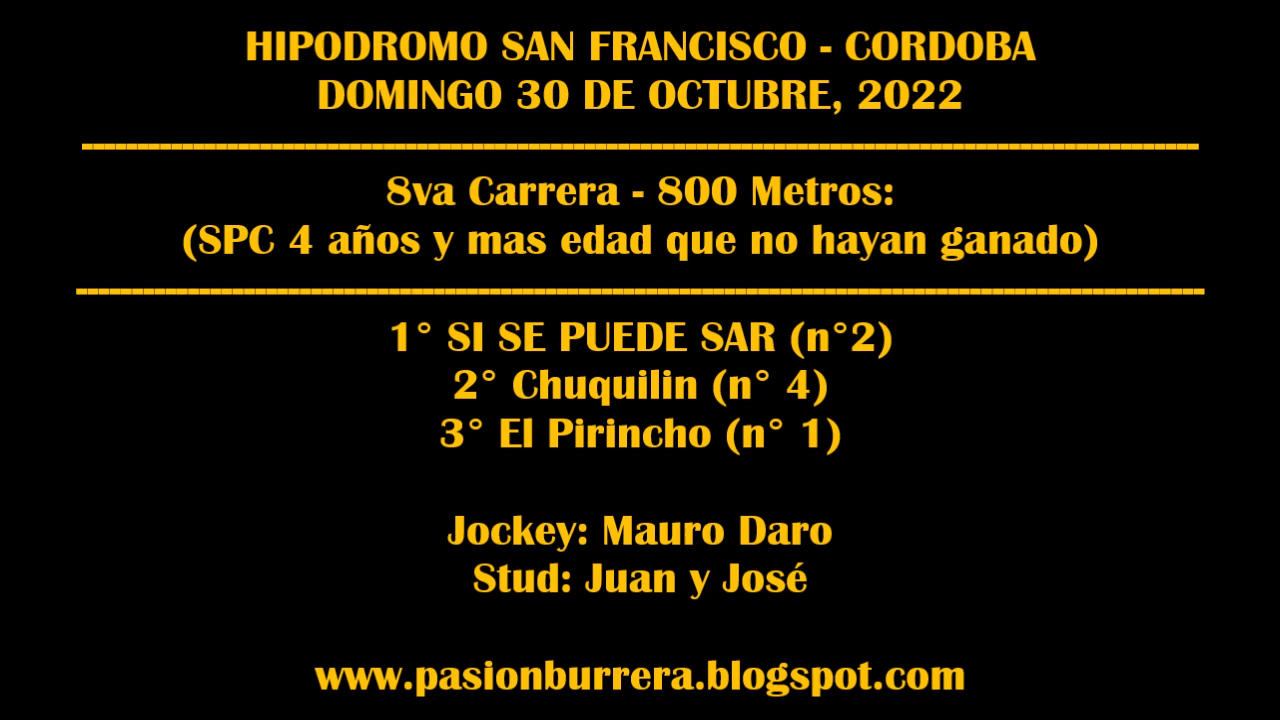 HIPODROMO SAN FRANCISCO - CORDOBA
DOMINGO 30 DE OCTUBRE, 2022
8va Carrera - 800 Metros:
(SPC 4 años y mas edad que no hayan ganado)
1° SI SE PUEDE SAR (n°2)
2° Chuquilin (n° 4)
3° El Pirincho (n° 1)
Jockey: Mauro Daro
Stud: Juan y José
www.pasionburrera.blogspot.com